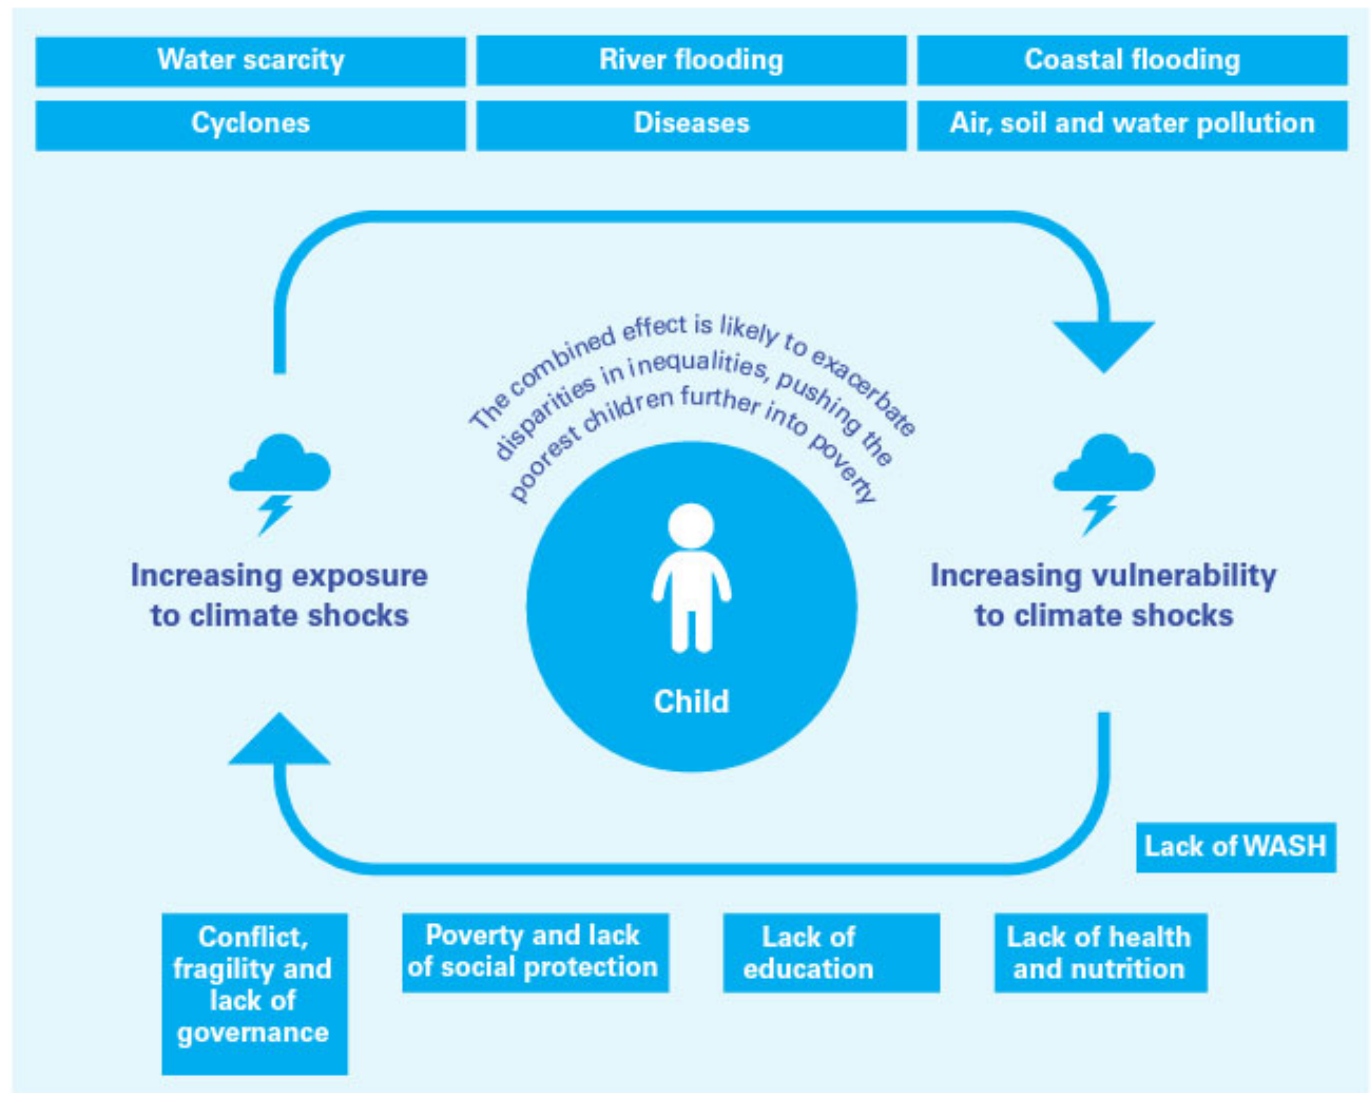 Water scarcity
River flooding
Coastal flooding
Cyclones
Diseases
Air, soil and water pollution
The combined effect is likely to exacerbate
disparities in inequalities, pushing the
poorest children further into poverty
Increasing exposure
to climate shocks
Child
Increasing vulnerability
to climate shocks
Lack of WASH
Conflict,
fragility and
lack of
governance
Poverty and lack
of social protection
Lack of
education
Lack of health
and nutrition